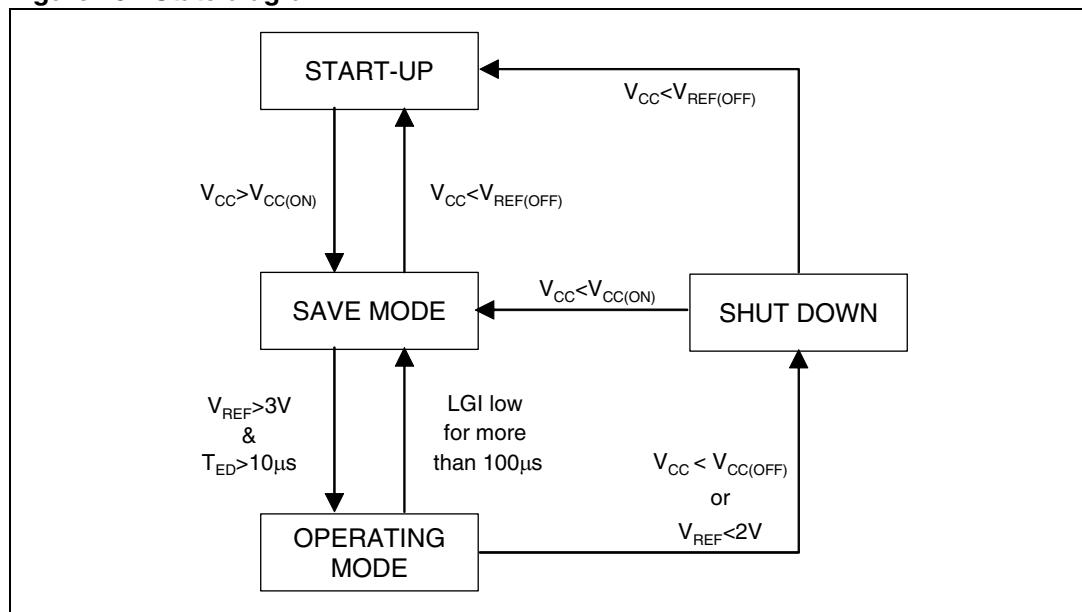 START-UP
V_CC<V_REF(OFF)
V_CC>V_CC(ON)
V_CC<V_REF(OFF)
SAVE MODE
V_CC<V_CC(ON)
SHUT DOWN
V_REF>3V
&
T_ED>10μs
LGI low
for more
than 100μs
V_CC < V_CC(OFF)
or
V_REF<2V
OPERATING
MODE